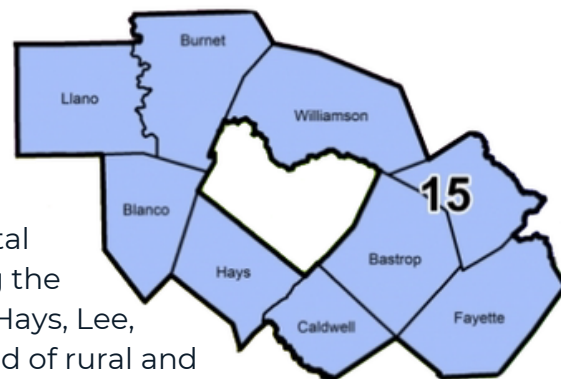 Burnet
Llano
Williamson
15
Blanco
tal
Bastrop
g the
Hays
Hays, Lee,
Fayette
Caldwell
d of rural and